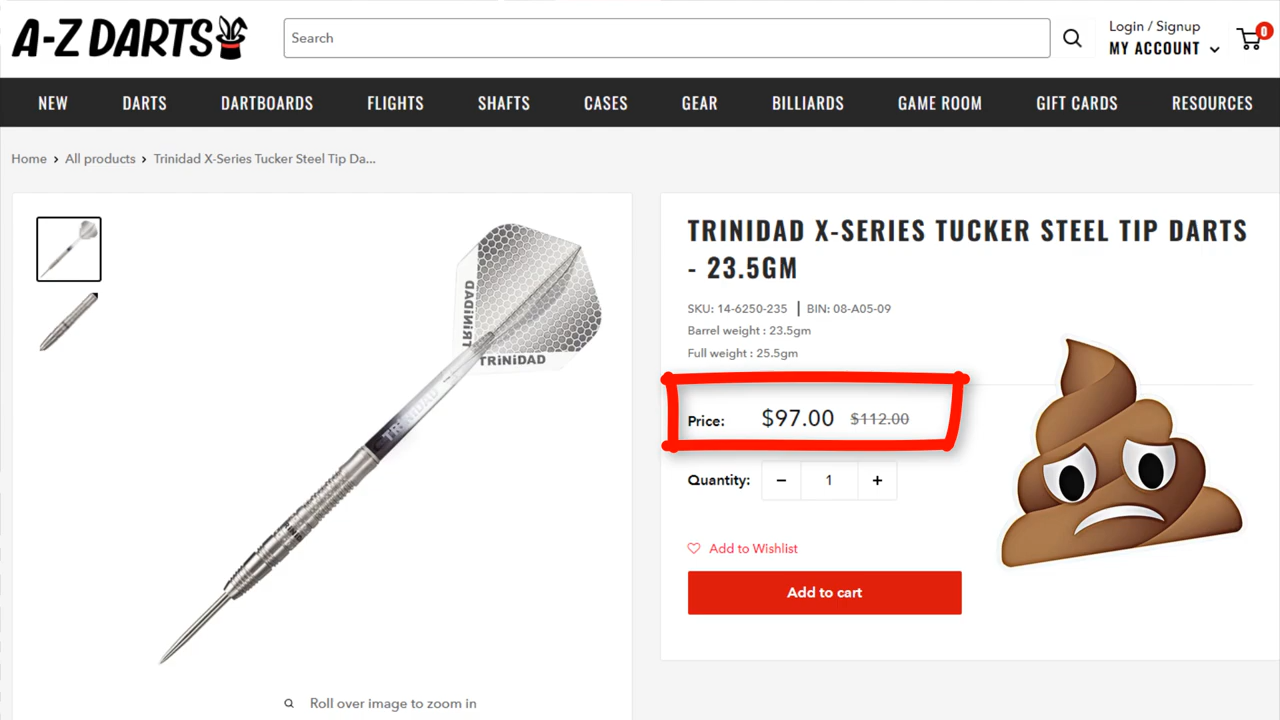 A-Z DARTS
Search
Login / Signup
MY ACCOUNT
0
NEW DARTS DARTBOARDS FLIGHTS SHAFTS CASES GEAR BILLIARDS GAME ROOM GIFT CARDS RESOURCES
Home > All products > Trinidad X-Series Tucker Steel Tip Da...
TRiNiDAD
TRiNiDAD
TRiNiDAD
TRINIDAD X-SERIES TUCKER STEEL TIP DARTS
- 23.5GM
SKU: 14-6250-235 | BIN: 08-A05-09
Barrel weight : 23.5gm
Full weight : 25.5gm
Price: $97.00 $112.00
Quantity: − 1 +
Add to Wishlist
Add to cart
Roll over image to zoom in